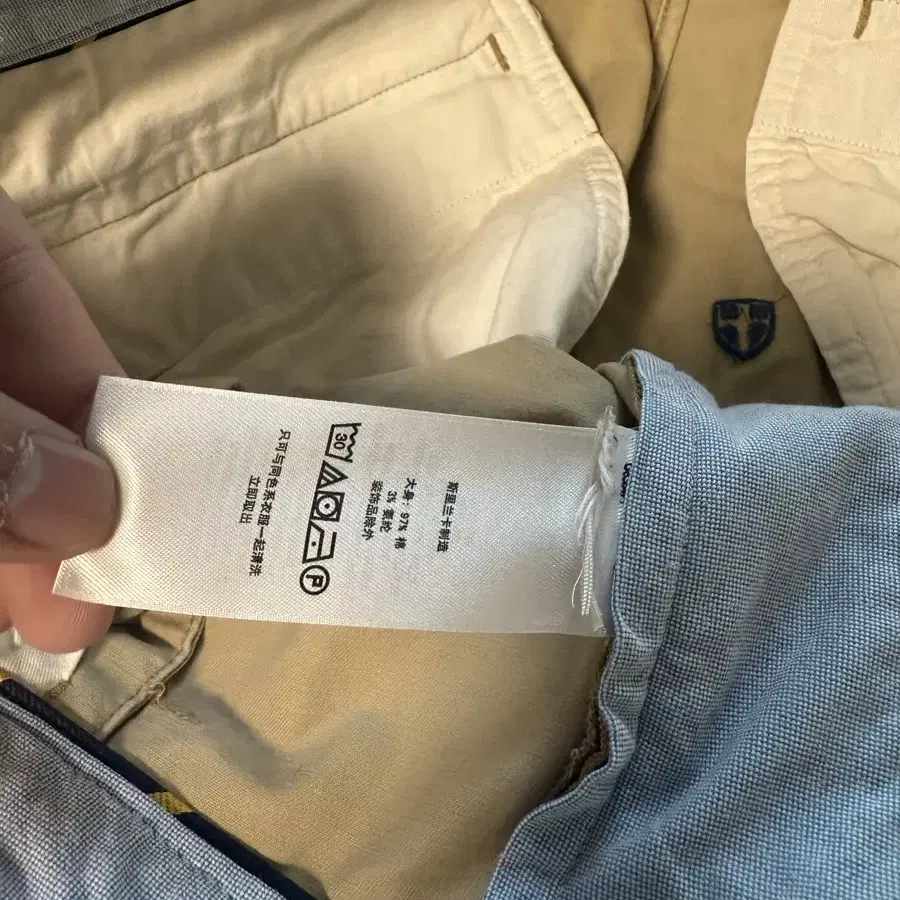 斯里兰卡制造
大身: 97% 棉
3% 氨纶
装饰品除外
30
P
只可与同色系衣服一起清洗
立即取出